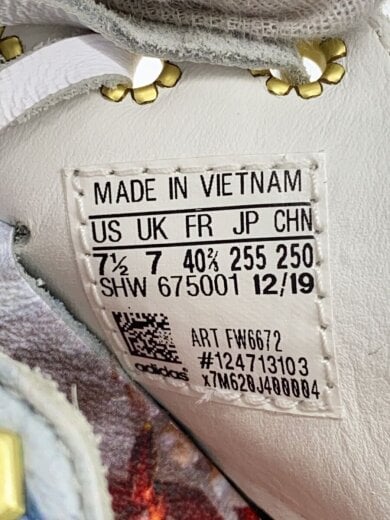 MADE IN VIETNAM
US UK FR JP CHN
7½ 7 40⅔ 255 250
SHW 675001 12/19
ART FW6672
#124713103
adidas x7M620J400004